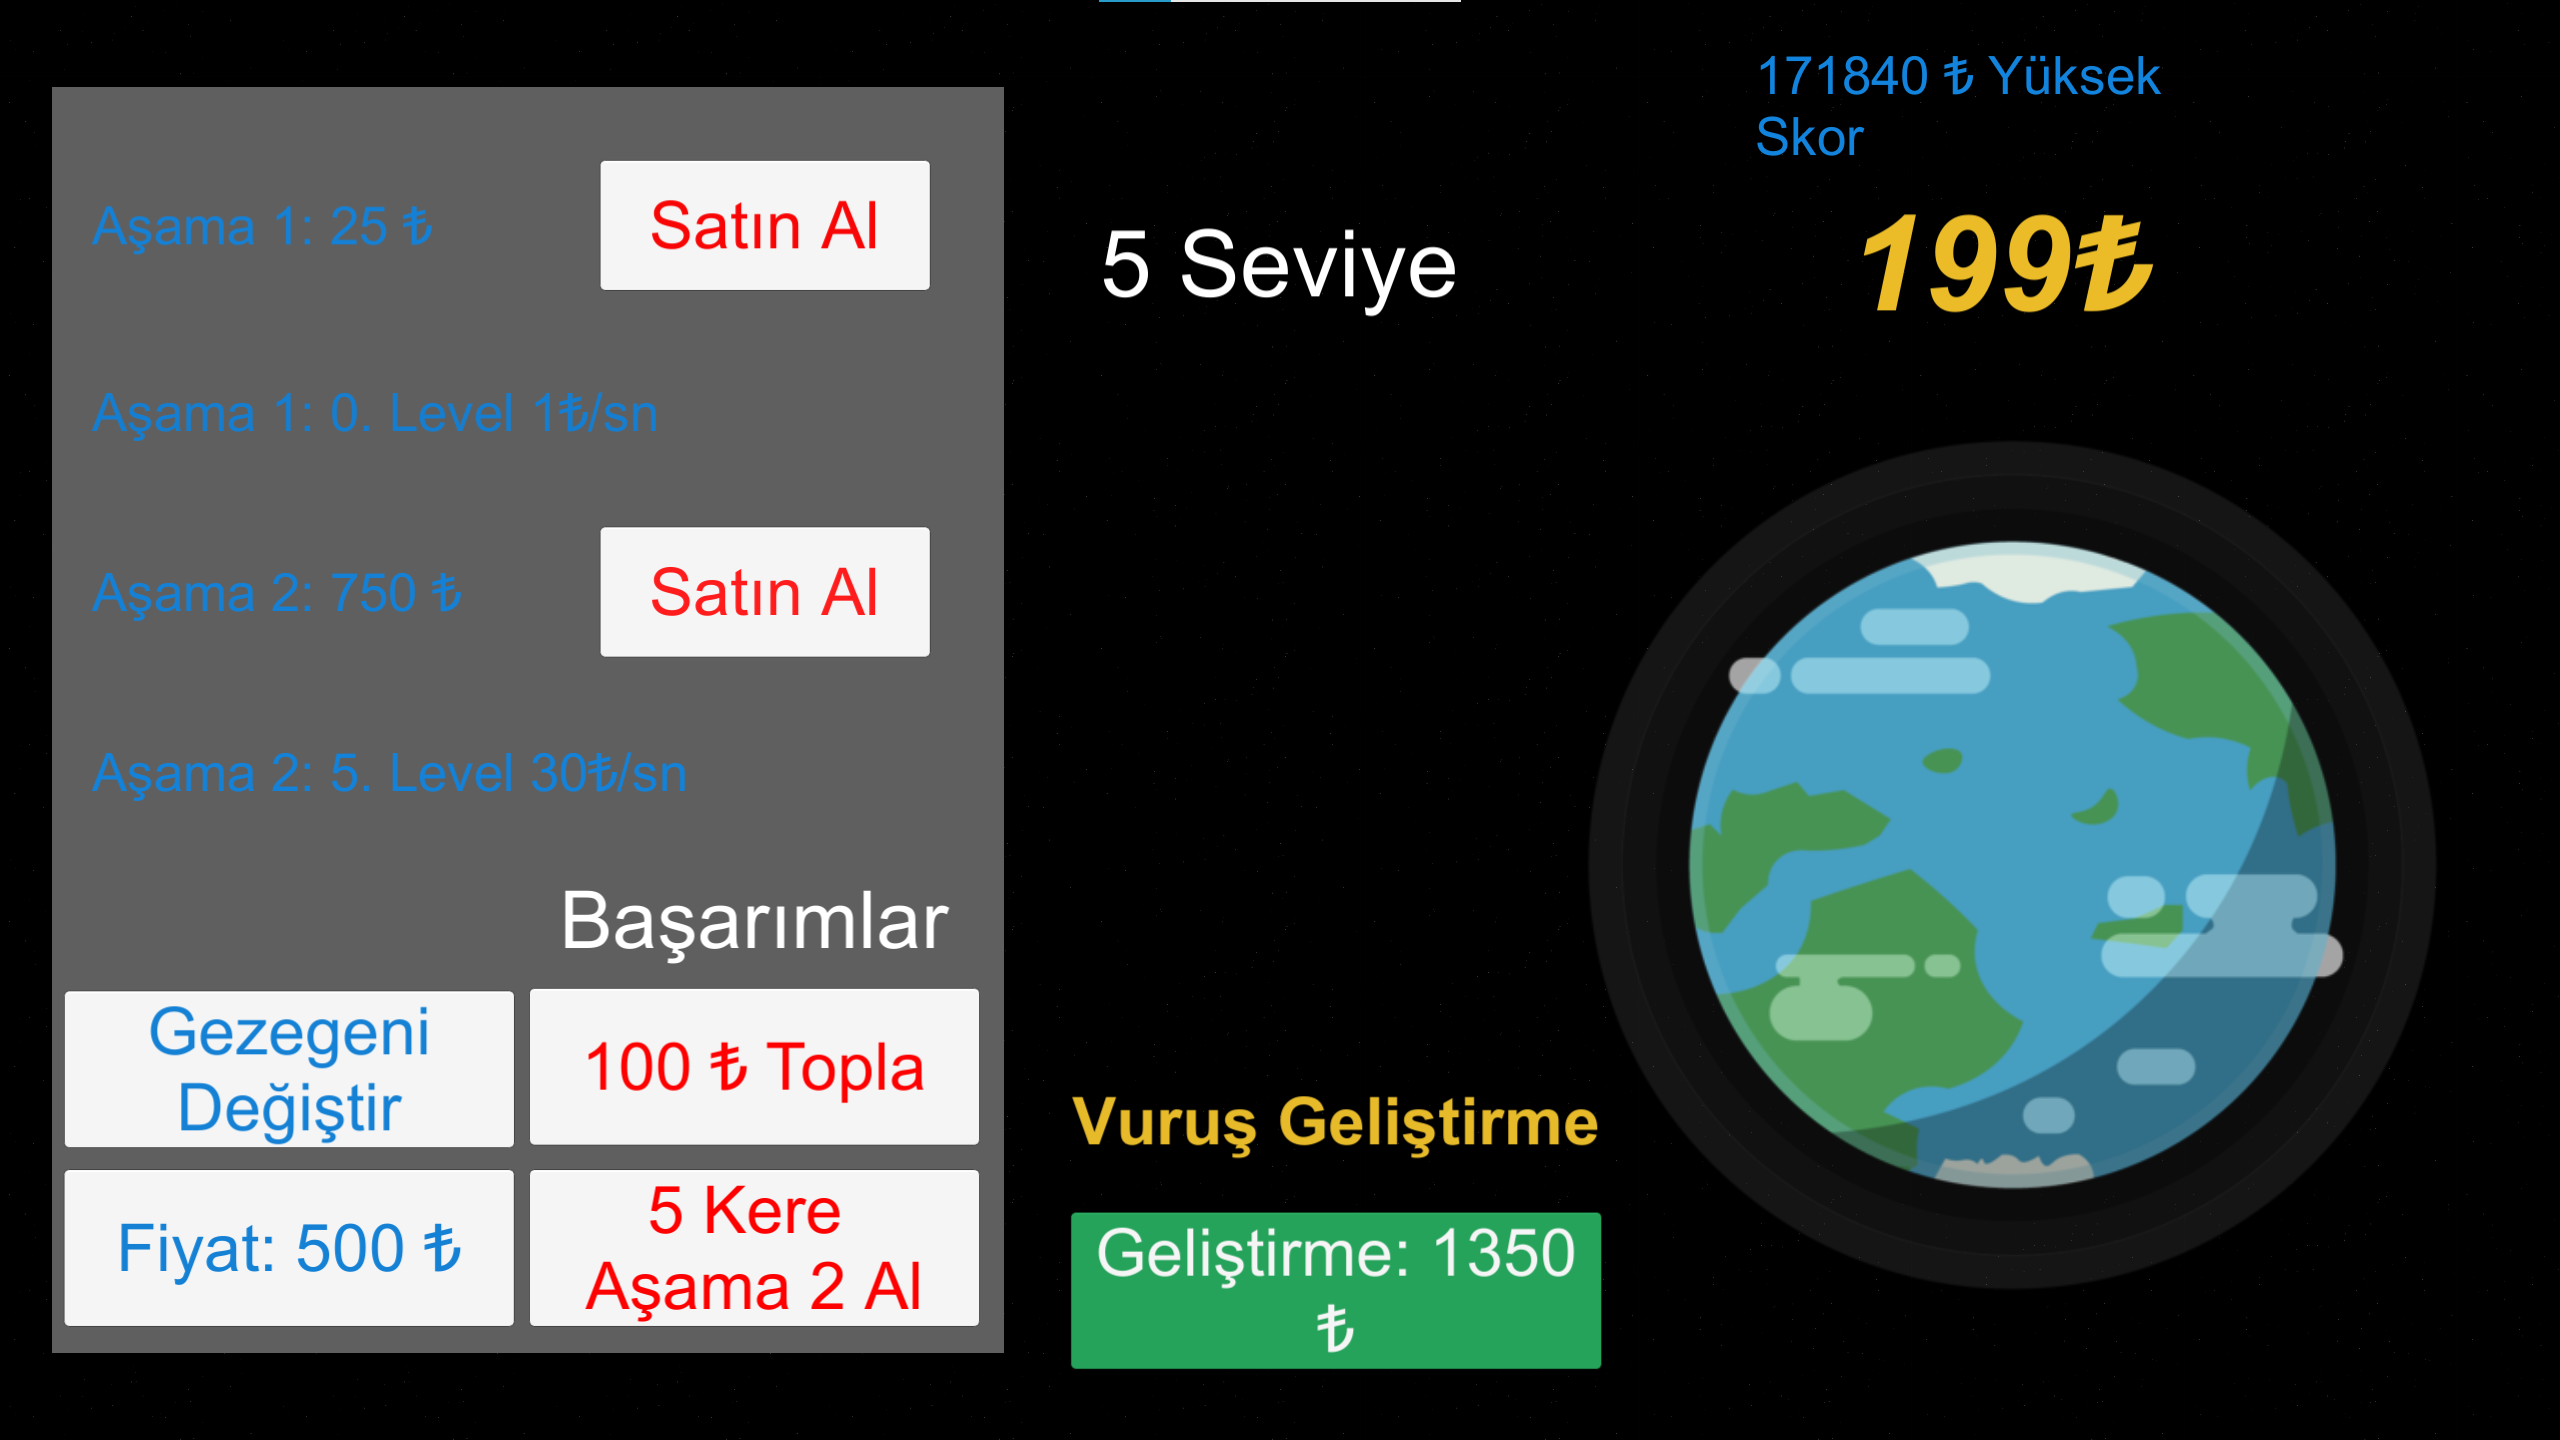 Aşama 1: 25 ₺
Satın Al
Aşama 1: 0. Level 1₺/sn
Aşama 2: 750 ₺
Satın Al
Aşama 2: 5. Level 30₺/sn
Başarımlar
Gezegeni
Değiştir
100 ₺ Topla
Fiyat: 500 ₺
5 Kere
Aşama 2 Al
5 Seviye
171840 ₺ Yüksek
Skor
199₺
Vuruş Geliştirme
Geliştirme: 1350
₺